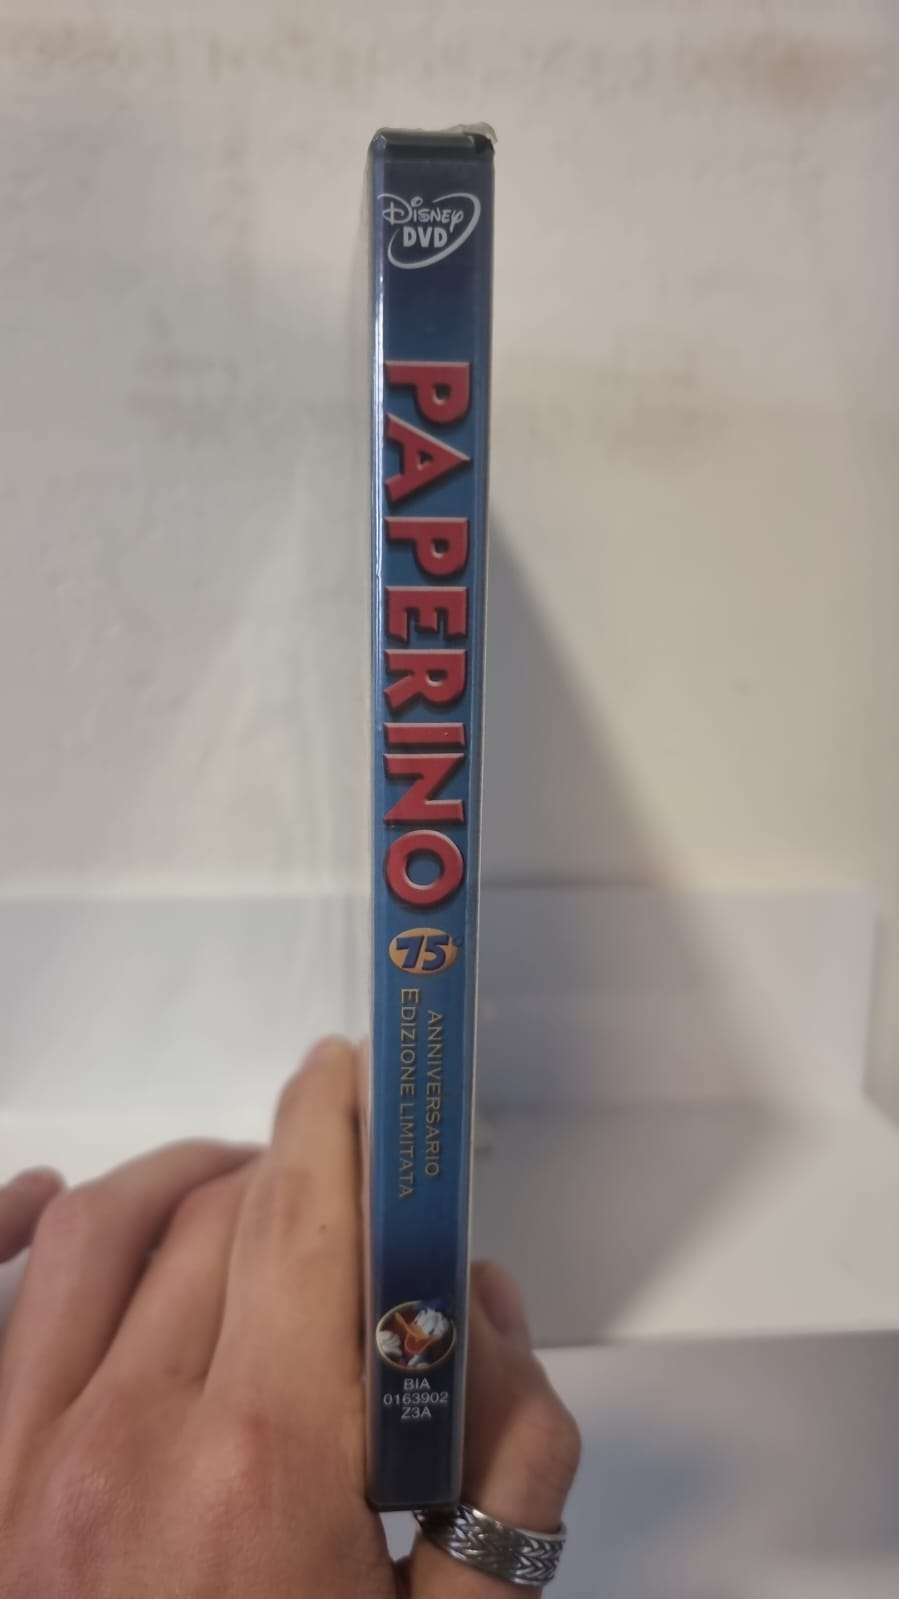 Disney
DVD
PAPERINO
75°
ANNIVERSARIO
EDIZIONE LIMITATA
BIA
0163902
Z3A